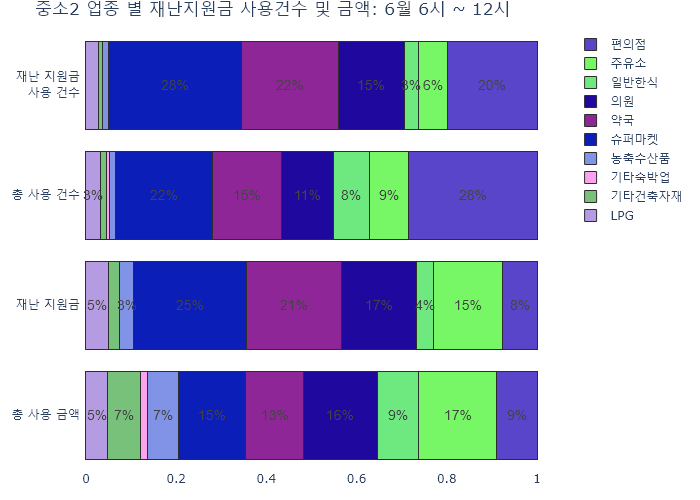 중소2 업종 별 재난지원금 사용건수 및 금액: 6월 6시 ~ 12시
재난 지원금
사용 건수
28%
22%
15%
3%
6%
20%
총 사용 건수
3%
22%
15%
11%
8%
9%
28%
재난 지원금
5%
3%
25%
21%
17%
4%
15%
8%
총 사용 금액
5%
7%
7%
15%
13%
16%
9%
17%
9%
0
0.2
0.4
0.6
0.8
1
편의점
주유소
일반한식
의원
약국
슈퍼마켓
농축수산품
기타숙박업
기타건축자재
LPG